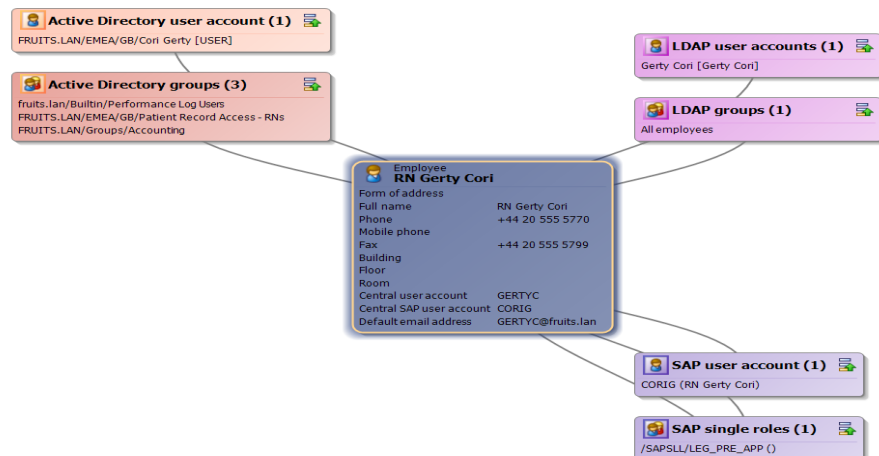 Active Directory user account (1)
FRUITS.LAN/EMEA/GB/Cori Gerty [USER]
Active Directory groups (3)
fruits.lan/Builtin/Performance Log Users
FRUITS.LAN/EMEA/GB/Patient Record Access - RNs
FRUITS.LAN/Groups/Accounting
LDAP user accounts (1)
Gerty Cori [Gerty Cori]
LDAP groups (1)
All employees
Employee
RN Gerty Cori
Form of address
Full name RN Gerty Cori
Phone +44 20 555 5770
Mobile phone
Fax +44 20 555 5799
Building
Floor
Room
Central user account GERTYC
Central SAP user account CORIG
Default email address GERTYC@fruits.lan
SAP user account (1)
CORIG (RN Gerty Cori)
SAP single roles (1)
/SAPSLL/LEG_PRE_APP ()